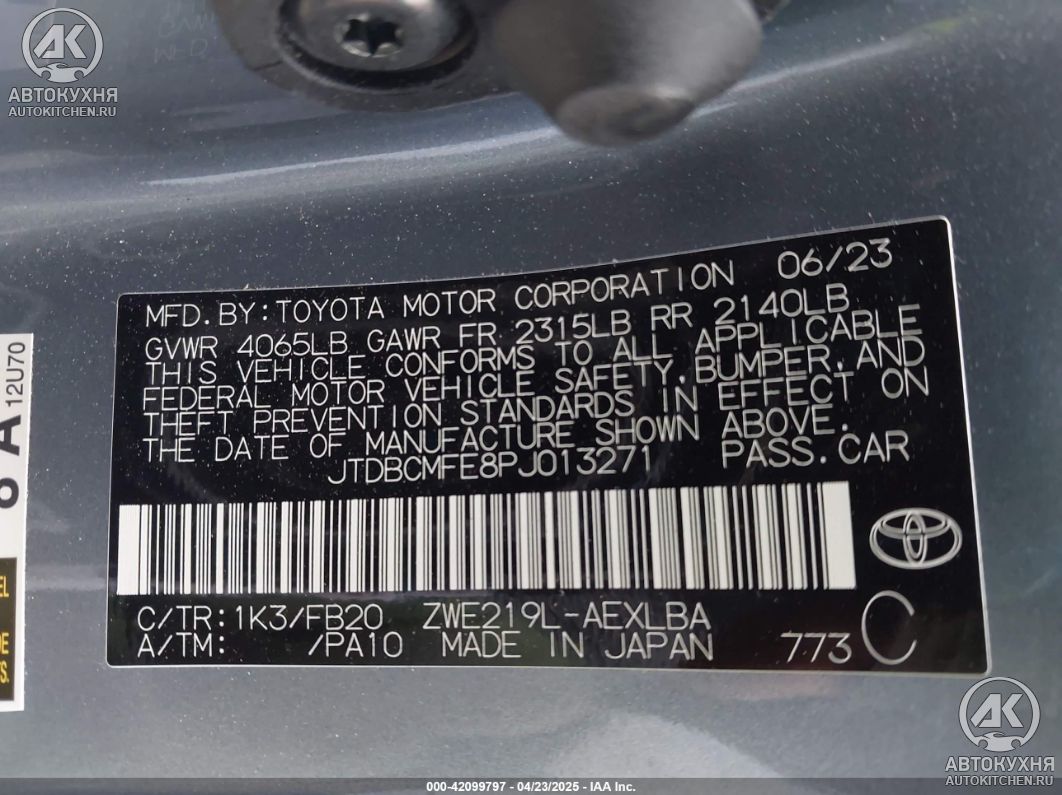 AK
АВТОКУХНЯ
AUTOKITCHEN.RU
MFD. BY: TOYOTA MOTOR CORPORATION 06/23
GVWR 4065LB GAWR FR 2315LB RR 2140LB
THIS VEHICLE CONFORMS TO ALL APPLICABLE
FEDERAL MOTOR VEHICLE SAFETY, BUMPER, AND
THEFT PREVENTION STANDARDS IN EFFECT ON
THE DATE OF MANUFACTURE SHOWN ABOVE.
JTDBCMFE8PJ013271 PASS. CAR
C/TR: 1K3/FB20 ZWE219L-AEXLBA
A/TM: /PA10 MADE IN JAPAN 773 C
A 12U70
AK
АВТОКУХНЯ
AUTOKITCHEN.RU
000-42099797 - 04/23/2025 - IAA Inc.